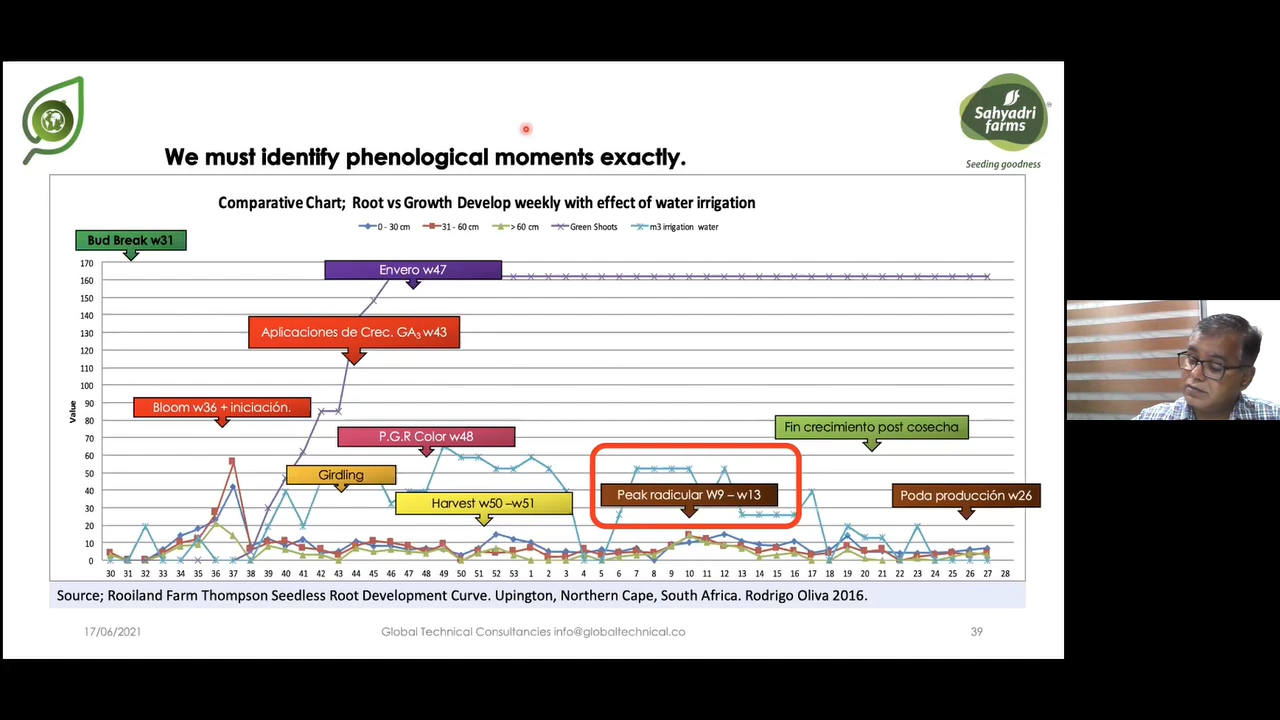 Sahyadri
farms
®
Seeding goodness
We must identify phenological moments exactly.
Comparative Chart; Root vs Growth Develop weekly with effect of water irrigation
0 - 30 cm 31 - 60 cm > 60 cm Green Shoots m3 irrigation water
Bud Break w31
Envero w47
Aplicaciones de Crec. GA3 w43
Bloom w36 + iniciación.
P.G.R Color w48
Fin crecimiento post cosecha
Girdling
Harvest w50 –w51
Peak radicular W9 – w13
Poda producción w26
Value
170
160
150
140
130
120
110
100
90
80
70
60
50
40
30
20
10
0
30 31 32 33 34 35 36 37 38 39 40 41 42 43 44 45 46 47 48 49 50 51 52 53 1 2 3 4 5 6 7 8 9 10 11 12 13 14 15 16 17 18 19 20 21 22 23 24 25 26 27 28
Source; Rooiland Farm Thompson Seedless Root Development Curve. Upington, Northern Cape, South Africa. Rodrigo Oliva 2016.
17/06/2021 Global Technical Consultancies info@globaltechnical.co 39